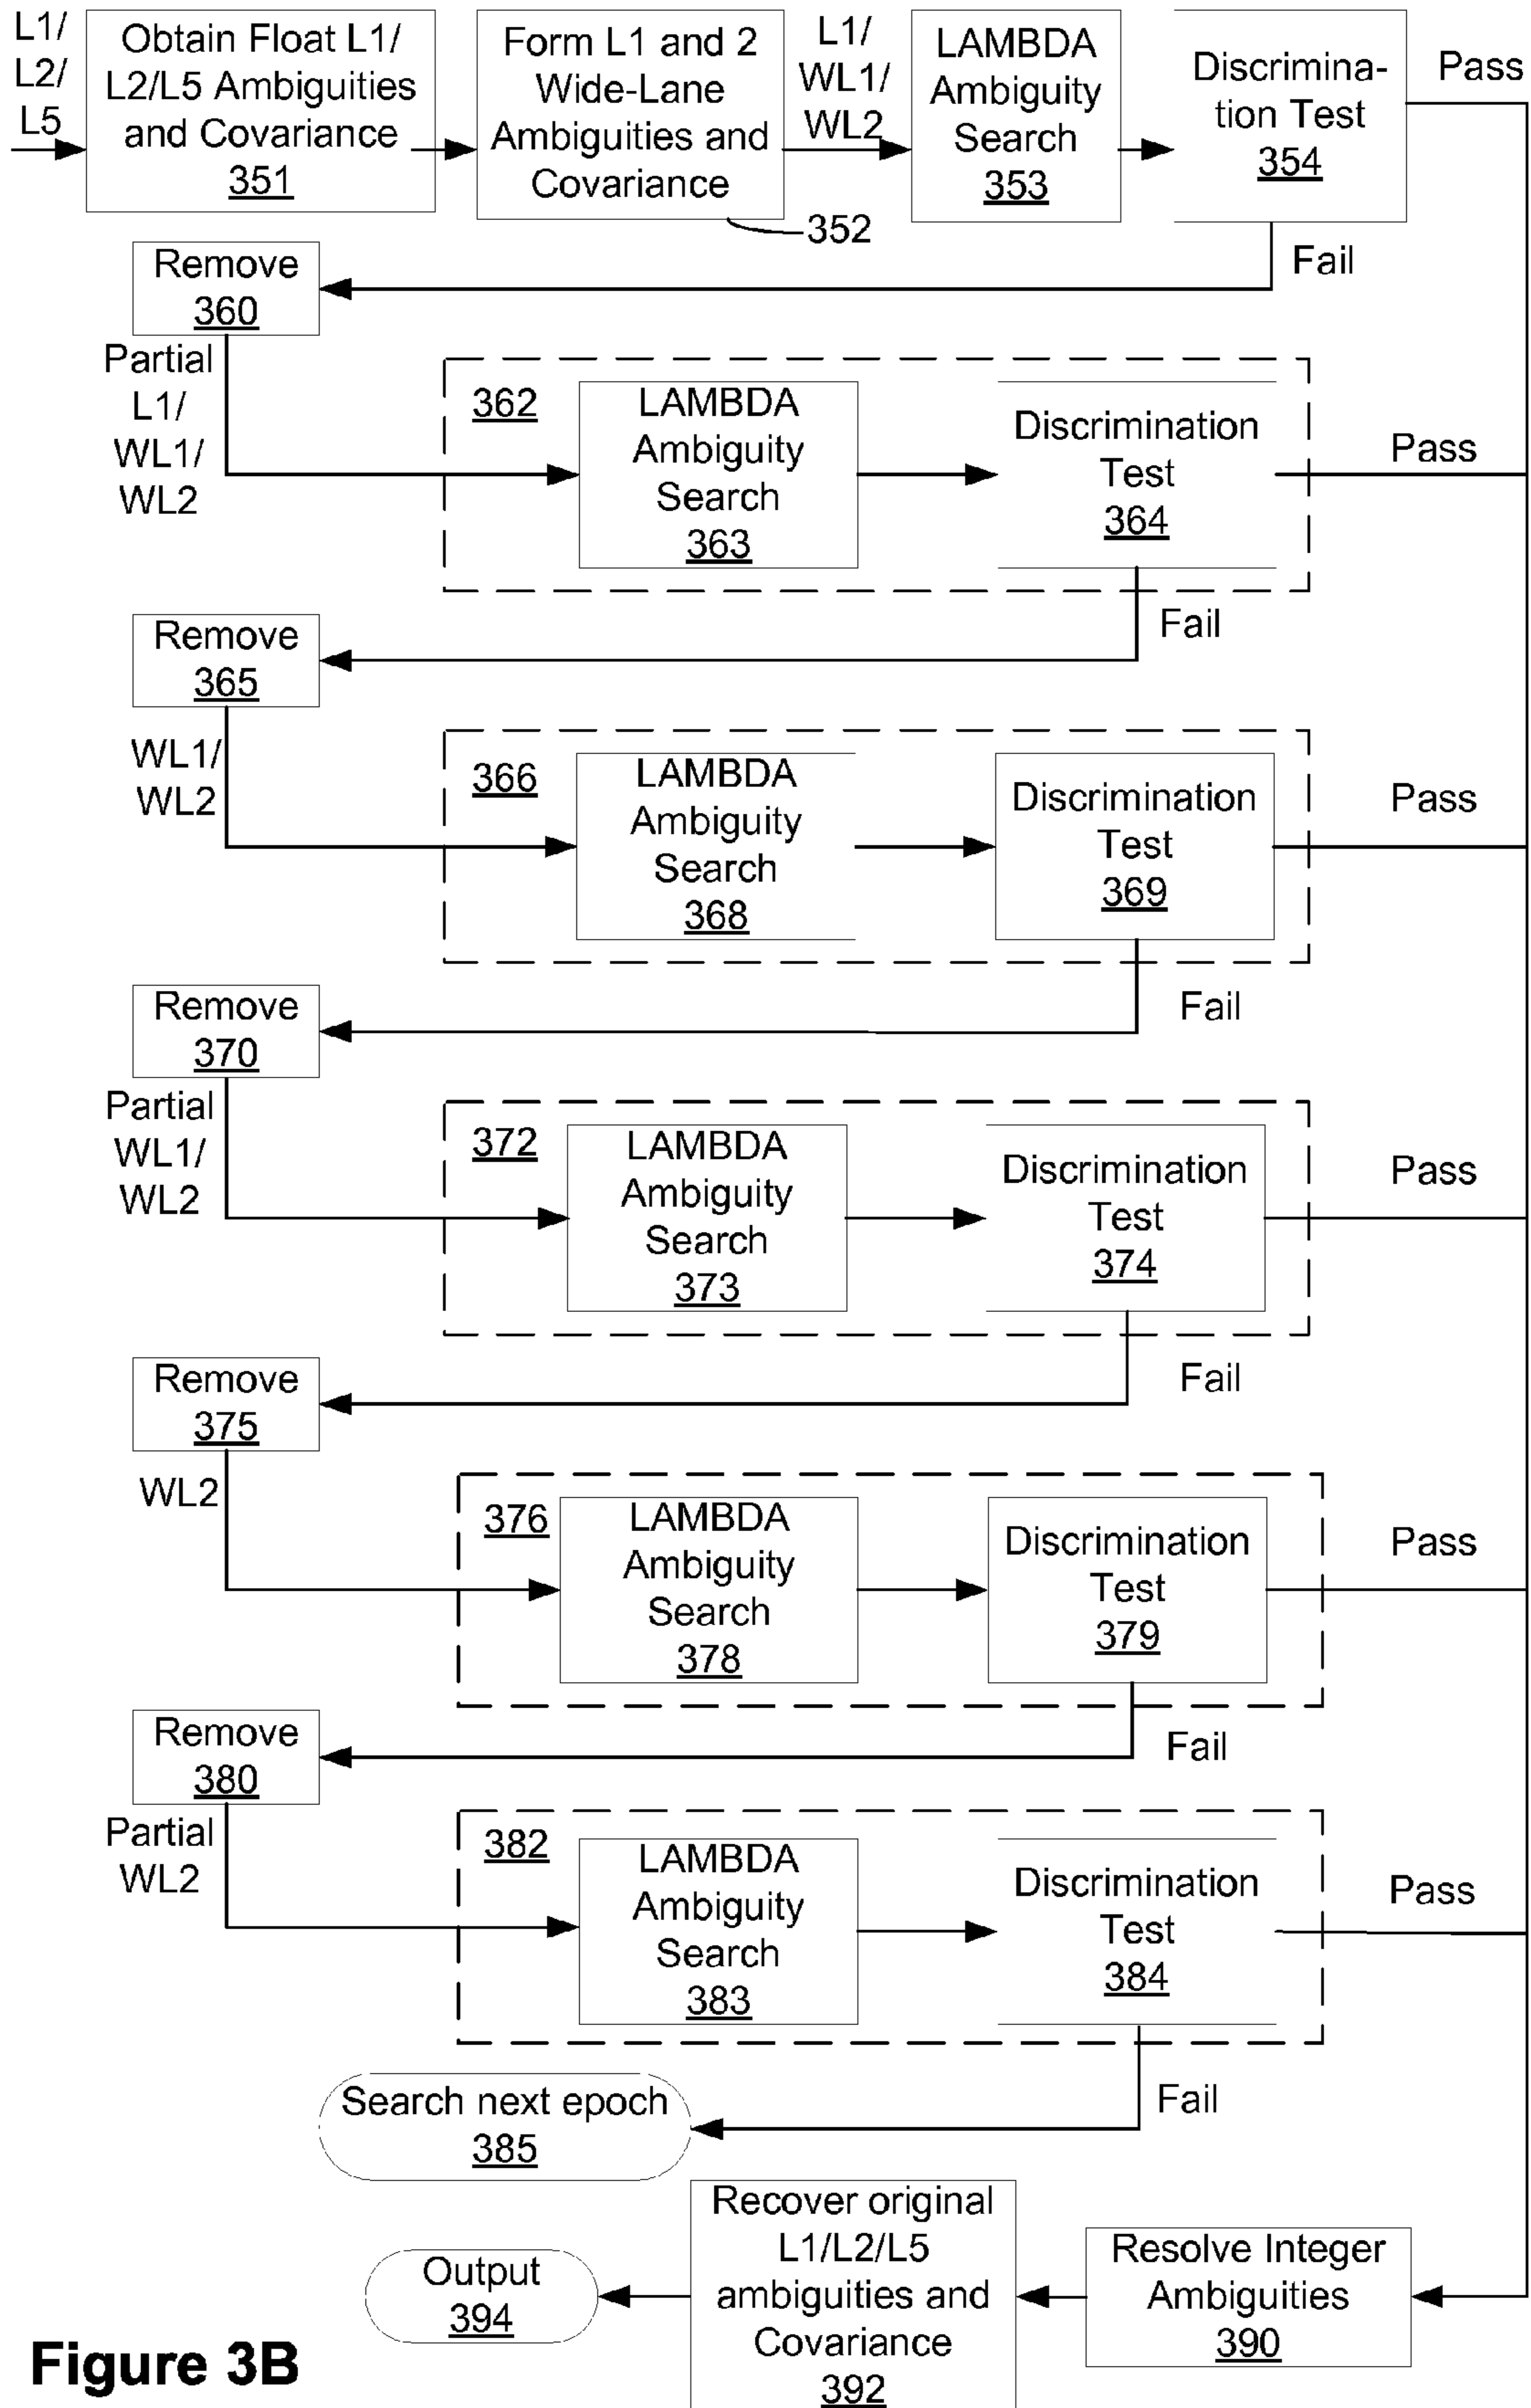 L1/
L2/
L5
Obtain Float L1/
L2/L5 Ambiguities
and Covariance
351
Form L1 and 2
Wide-Lane
Ambiguities and
Covariance
352
L1/
WL1/
WL2
LAMBDA
Ambiguity
Search
353
Discrimina-
tion Test
354
Pass
Fail
Remove
360
Partial
L1/
WL1/
WL2
362
LAMBDA
Ambiguity
Search
363
Discrimination
Test
364
Pass
Fail
Remove
365
WL1/
WL2
366
LAMBDA
Ambiguity
Search
368
Discrimination
Test
369
Pass
Fail
Remove
370
Partial
WL1/
WL2
372
LAMBDA
Ambiguity
Search
373
Discrimination
Test
374
Pass
Fail
Remove
375
WL2
376
LAMBDA
Ambiguity
Search
378
Discrimination
Test
379
Pass
Fail
Remove
380
Partial
WL2
382
LAMBDA
Ambiguity
Search
383
Discrimination
Test
384
Pass
Fail
Search next epoch
385
Resolve Integer
Ambiguities
390
Recover original
L1/L2/L5
ambiguities and
Covariance
392
Output
394
Figure 3B